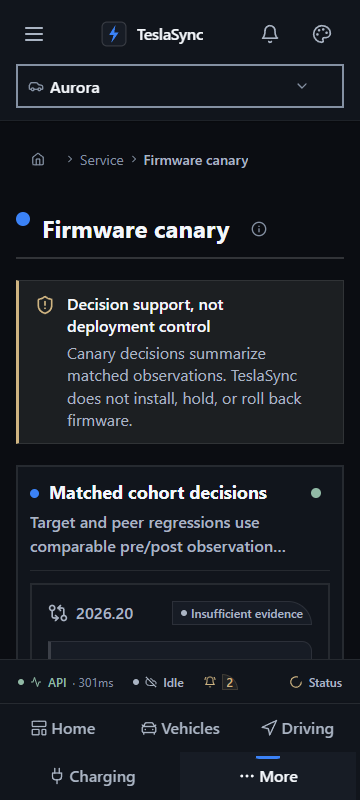 TeslaSync
Aurora
Service
Firmware canary
Firmware canary
Decision support, not
deployment control
Canary decisions summarize
matched observations. TeslaSync
does not install, hold, or roll back
firmware.
Matched cohort decisions
Target and peer regressions use
comparable pre/post observation...
2026.20
Insufficient evidence
API · 301ms
Idle
2
Status
Home
Vehicles
Driving
Charging
More